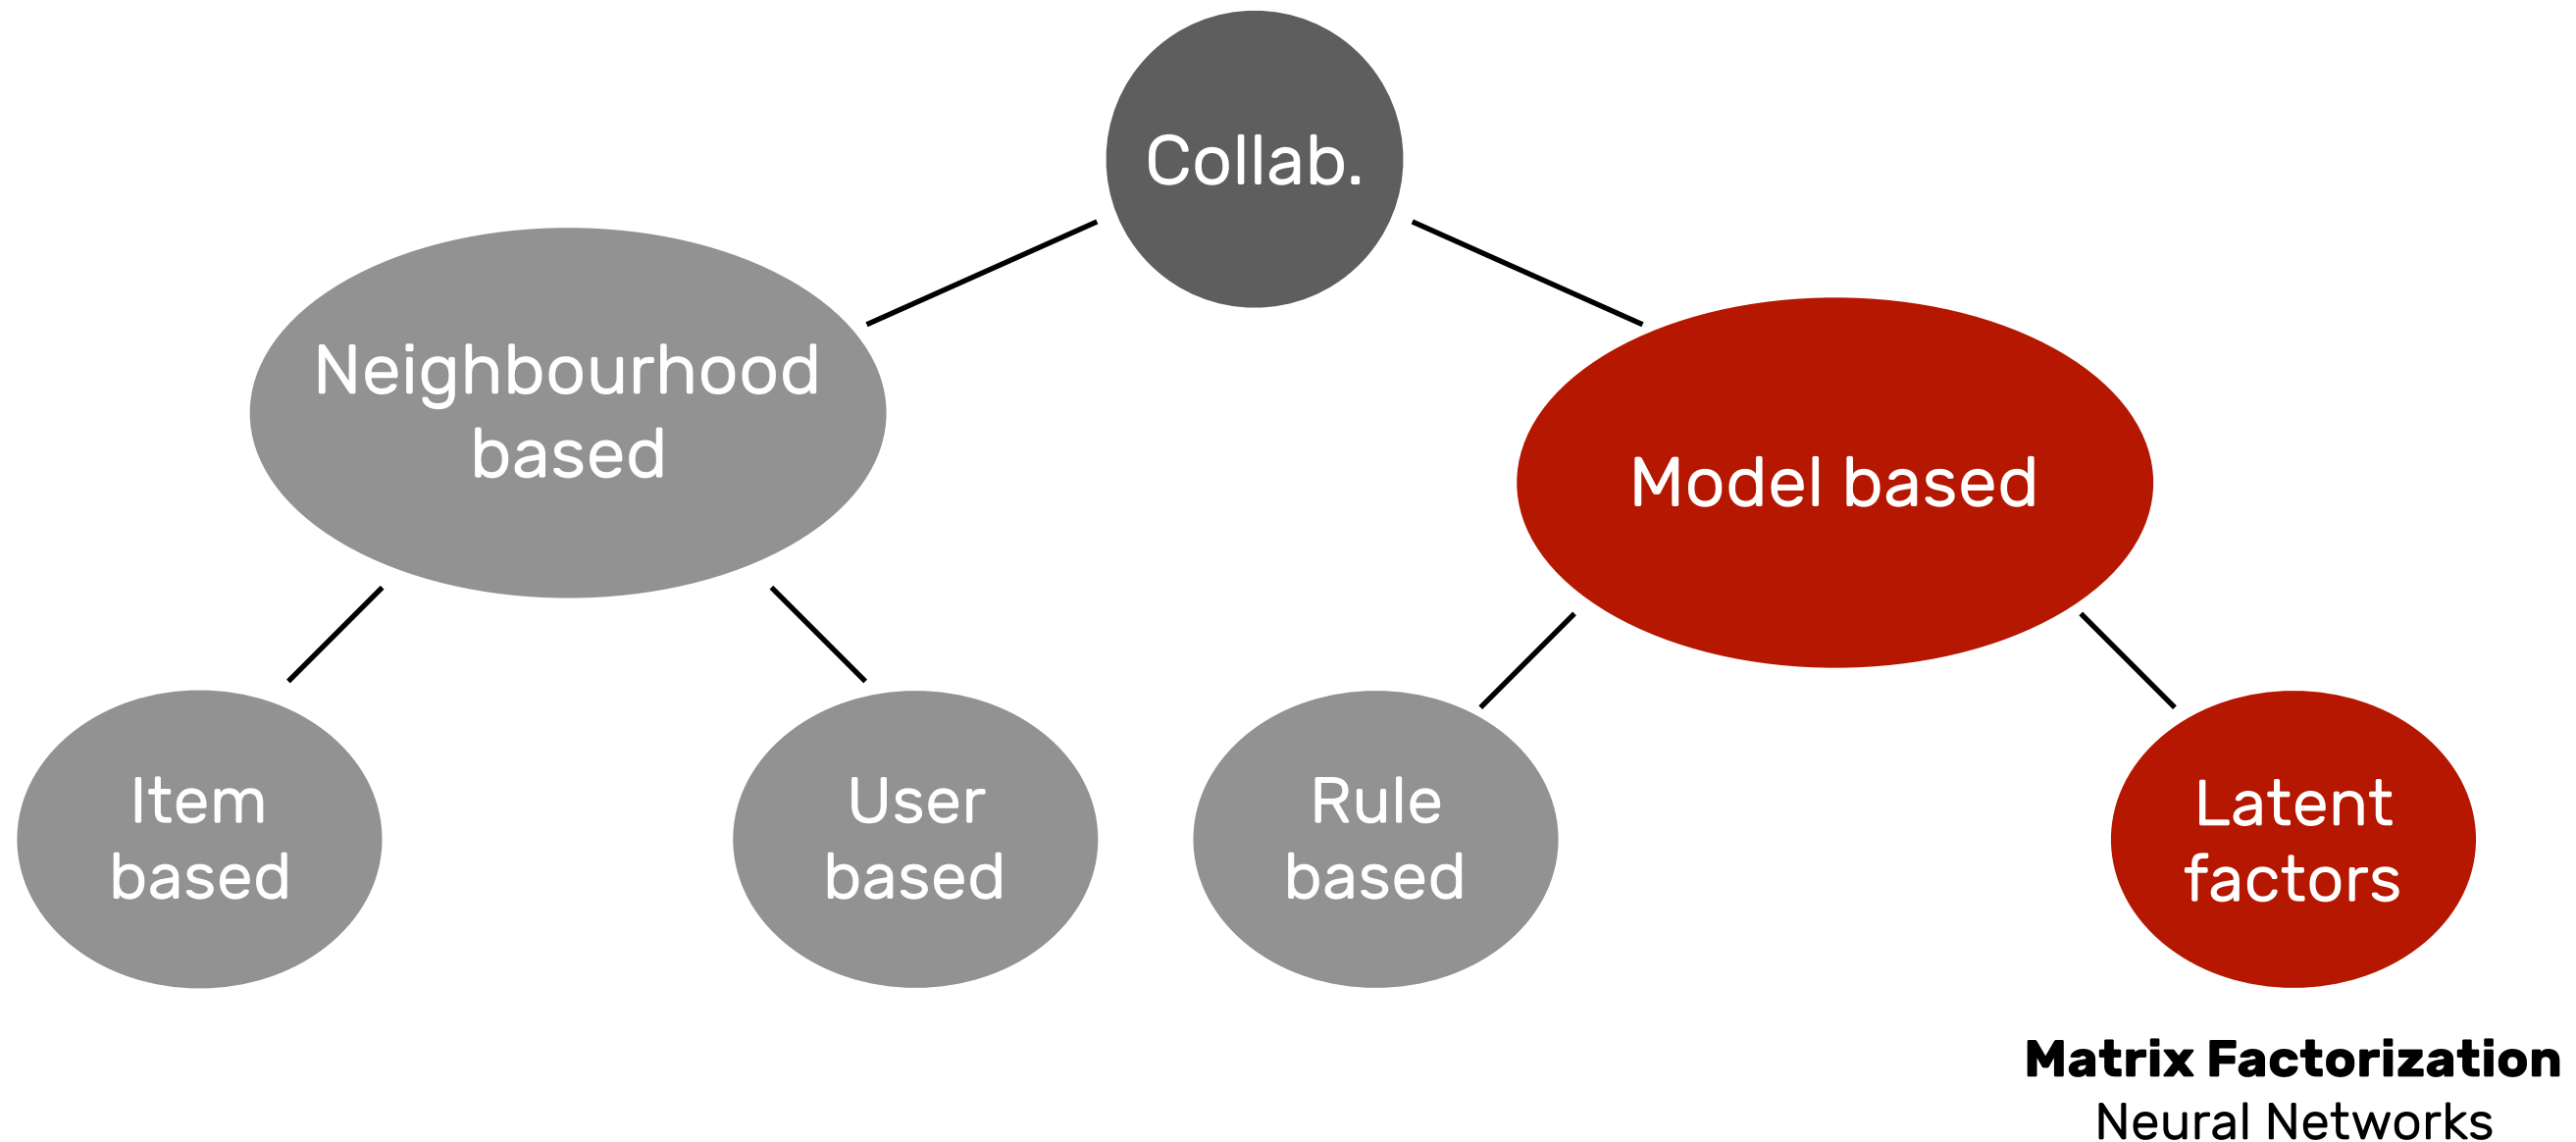 Collab.
Neighbourhood
based
Model based
Item
based
User
based
Rule
based
Latent
factors
Matrix Factorization
Neural Networks